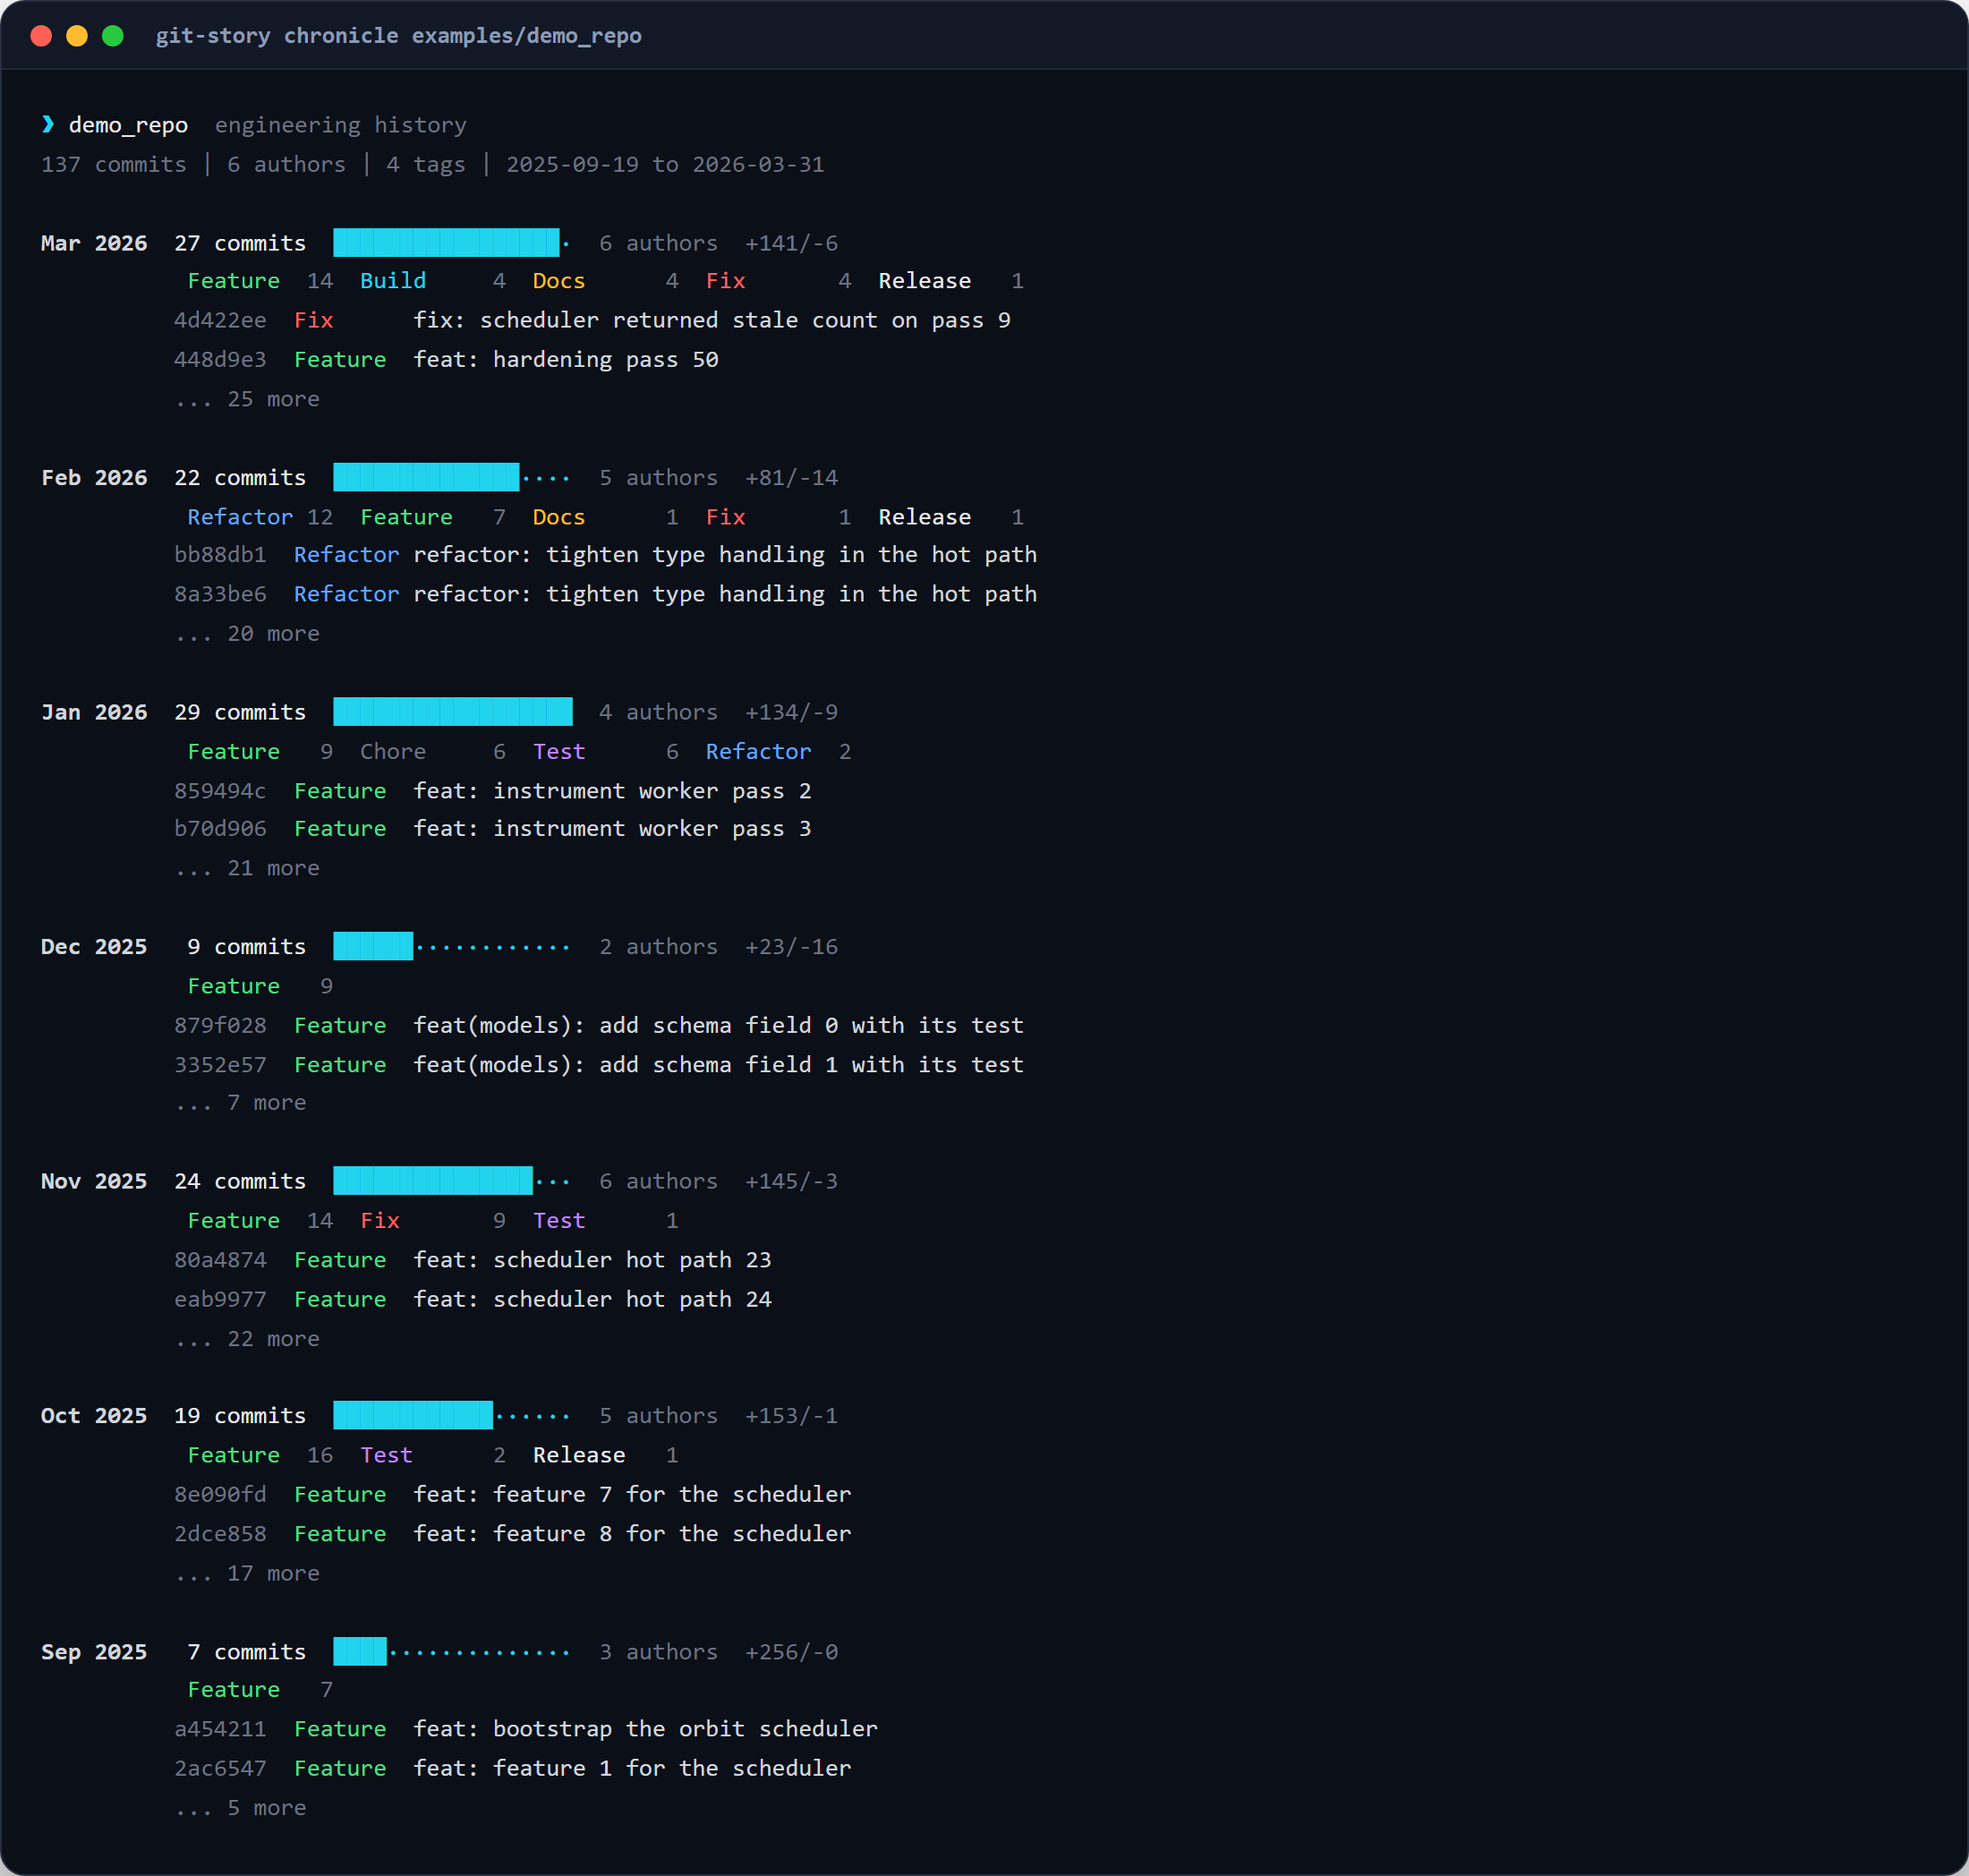 git-story chronicle examples/demo_repo
❯ demo_repo  engineering history
137 commits │ 6 authors │ 4 tags │ 2025-09-19 to 2026-03-31
Mar 2026  27 commits  █████████████████·  6 authors  +141/-6
Feature  14  Build     4  Docs      4  Fix       4  Release   1
4d422ee  Fix      fix: scheduler returned stale count on pass 9
448d9e3  Feature  feat: hardening pass 50
... 25 more
Feb 2026  22 commits  ██████████████····  5 authors  +81/-14
Refactor 12  Feature   7  Docs      1  Fix       1  Release   1
bb88db1  Refactor refactor: tighten type handling in the hot path
8a33be6  Refactor refactor: tighten type handling in the hot path
... 20 more
Jan 2026  29 commits  ██████████████████  4 authors  +134/-9
Feature   9  Chore     6  Test      6  Refactor  2
859494c  Feature  feat: instrument worker pass 2
b70d906  Feature  feat: instrument worker pass 3
... 21 more
Dec 2025   9 commits  ██████············  2 authors  +23/-16
Feature   9
879f028  Feature  feat(models): add schema field 0 with its test
3352e57  Feature  feat(models): add schema field 1 with its test
... 7 more
Nov 2025  24 commits  ███████████████···  6 authors  +145/-3
Feature  14  Fix       9  Test      1
80a4874  Feature  feat: scheduler hot path 23
eab9977  Feature  feat: scheduler hot path 24
... 22 more
Oct 2025  19 commits  ████████████······  5 authors  +153/-1
Feature  16  Test      2  Release   1
8e090fd  Feature  feat: feature 7 for the scheduler
2dce858  Feature  feat: feature 8 for the scheduler
... 17 more
Sep 2025   7 commits  ████··············  3 authors  +256/-0
Feature   7
a454211  Feature  feat: bootstrap the orbit scheduler
2ac6547  Feature  feat: feature 1 for the scheduler
... 5 more